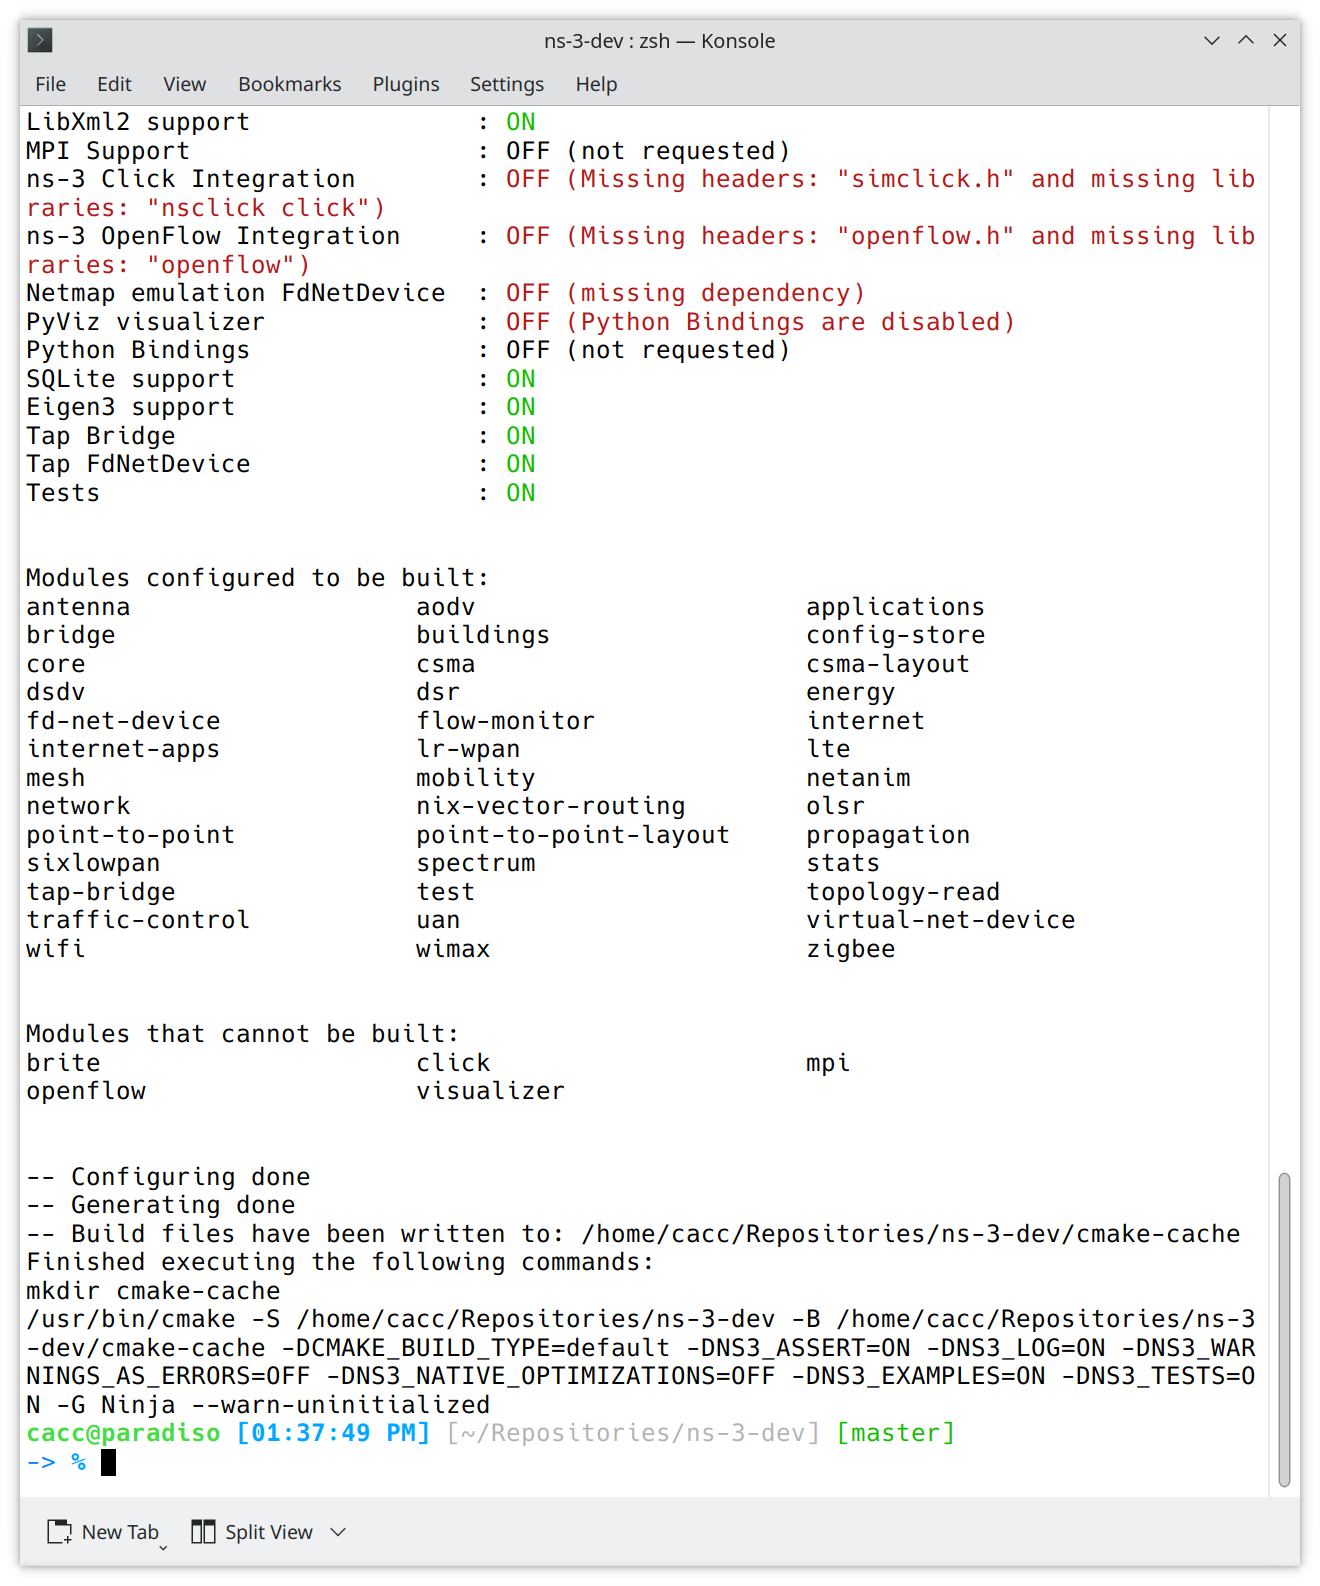 ns-3-dev : zsh — Konsole
File Edit View Bookmarks Plugins Settings Help
LibXml2 support               : ON
MPI Support                   : OFF (not requested)
ns-3 Click Integration        : OFF (Missing headers: "simclick.h" and missing lib
raries: "nsclick click")
ns-3 OpenFlow Integration     : OFF (Missing headers: "openflow.h" and missing lib
raries: "openflow")
Netmap emulation FdNetDevice  : OFF (missing dependency)
PyViz visualizer              : OFF (Python Bindings are disabled)
Python Bindings               : OFF (not requested)
SQLite support                : ON
Eigen3 support                : ON
Tap Bridge                    : ON
Tap FdNetDevice               : ON
Tests                         : ON
Modules configured to be built:
antenna                   aodv                      applications
bridge                    buildings                 config-store
core                      csma                      csma-layout
dsdv                      dsr                       energy
fd-net-device             flow-monitor              internet
internet-apps             lr-wpan                   lte
mesh                      mobility                  netanim
network                   nix-vector-routing        olsr
point-to-point            point-to-point-layout     propagation
sixlowpan                 spectrum                  stats
tap-bridge                test                      topology-read
traffic-control           uan                       virtual-net-device
wifi                      wimax                     zigbee
Modules that cannot be built:
brite                     click                     mpi
openflow                  visualizer
-- Configuring done
-- Generating done
-- Build files have been written to: /home/cacc/Repositories/ns-3-dev/cmake-cache
Finished executing the following commands:
mkdir cmake-cache
/usr/bin/cmake -S /home/cacc/Repositories/ns-3-dev -B /home/cacc/Repositories/ns-3
-dev/cmake-cache -DCMAKE_BUILD_TYPE=default -DNS3_ASSERT=ON -DNS3_LOG=ON -DNS3_WAR
NINGS_AS_ERRORS=OFF -DNS3_NATIVE_OPTIMIZATIONS=OFF -DNS3_EXAMPLES=ON -DNS3_TESTS=O
N -G Ninja --warn-uninitialized
cacc@paradiso [01:37:49 PM] [~/Repositories/ns-3-dev] [master]
-> %
New Tab Split View